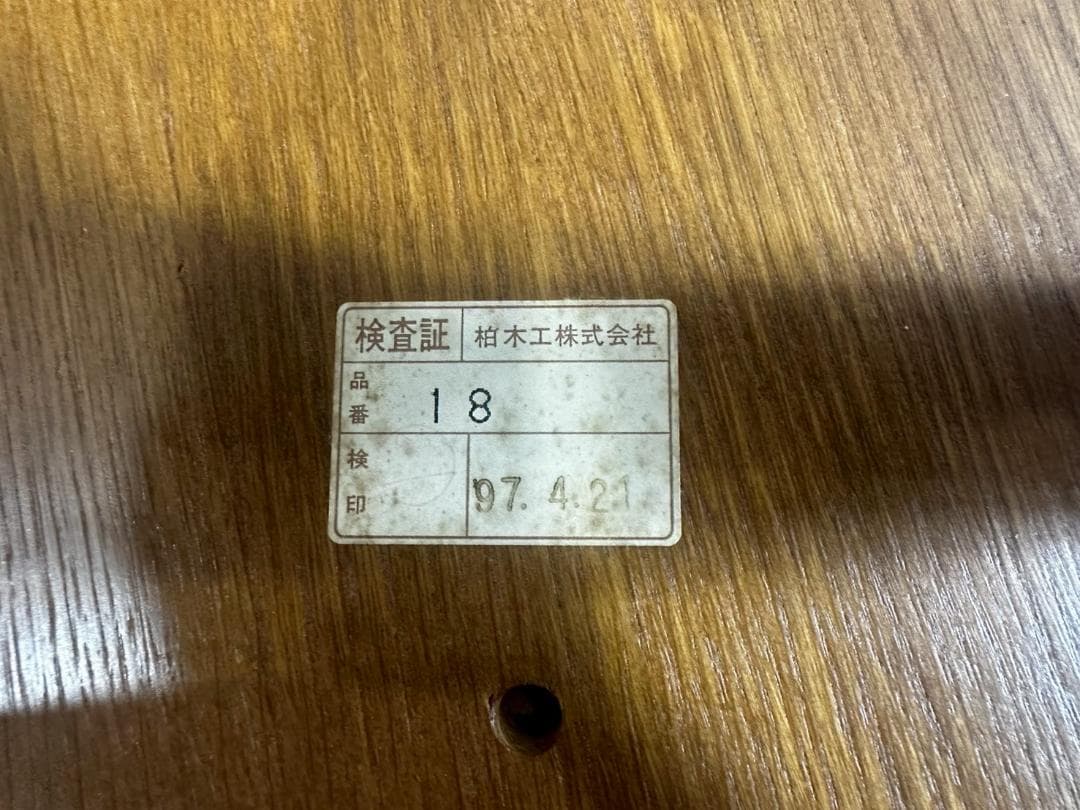 検査証 柏木工株式会社
品番 18
検印 '97.4.21